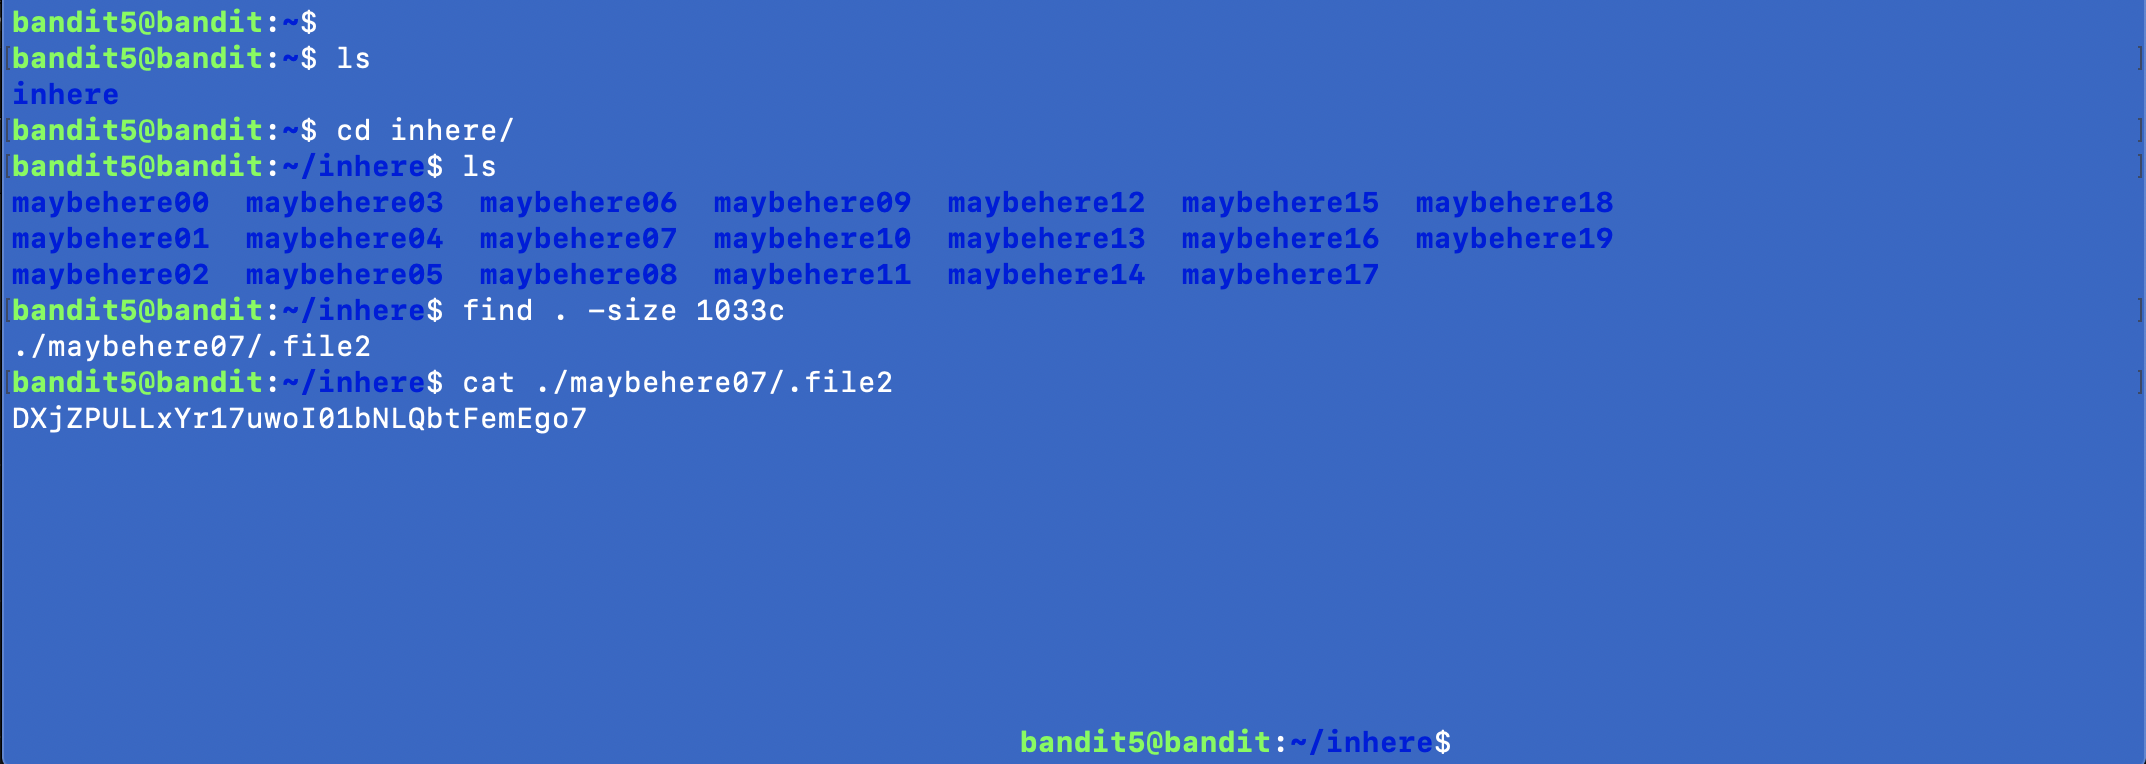 bandit5@bandit:~$
bandit5@bandit:~$ ls
inhere
bandit5@bandit:~$ cd inhere/
bandit5@bandit:~/inhere$ ls
maybehere00  maybehere03  maybehere06  maybehere09  maybehere12  maybehere15  maybehere18
maybehere01  maybehere04  maybehere07  maybehere10  maybehere13  maybehere16  maybehere19
maybehere02  maybehere05  maybehere08  maybehere11  maybehere14  maybehere17
bandit5@bandit:~/inhere$ find . -size 1033c
./maybehere07/.file2
bandit5@bandit:~/inhere$ cat ./maybehere07/.file2
DXjZPULLxYr17uwoI01bNLQbtFemEgo7
bandit5@bandit:~/inhere$